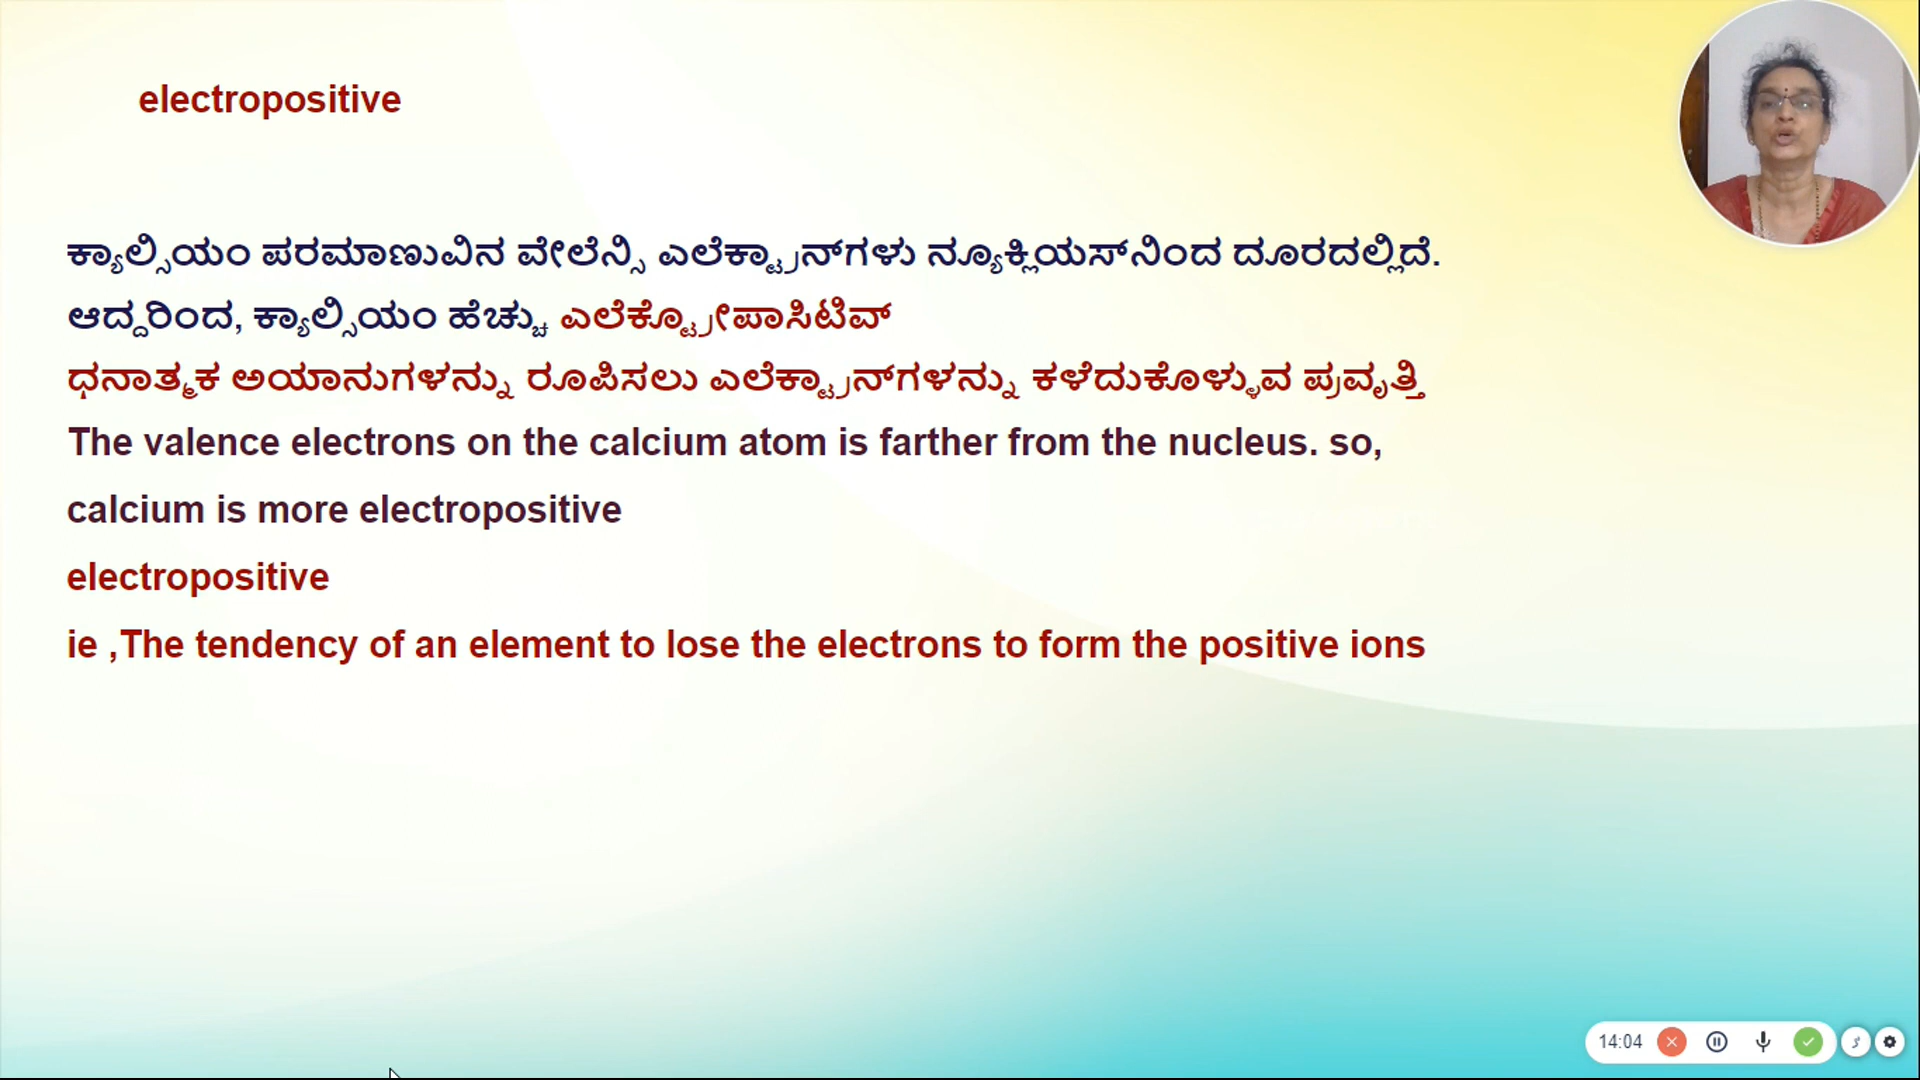 electropositive
ಕ್ಯಾಲ್ಸಿಯಂ ಪರಮಾಣುವಿನ ವೇಲೆನ್ಸಿ ಎಲೆಕ್ಟ್ರಾನ್‌ಗಳು ನ್ಯೂಕ್ಲಿಯಸ್‌ನಿಂದ ದೂರದಲ್ಲಿದೆ.
ಆದ್ದರಿಂದ, ಕ್ಯಾಲ್ಸಿಯಂ ಹೆಚ್ಚು ಎಲೆಕ್ಟ್ರೋಪಾಸಿಟಿವ್
ಧನಾತ್ಮಕ ಅಯಾನುಗಳನ್ನು ರೂಪಿಸಲು ಎಲೆಕ್ಟ್ರಾನ್‌ಗಳನ್ನು ಕಳೆದುಕೊಳ್ಳುವ ಪ್ರವೃತ್ತಿ
The valence electrons on the calcium atom is farther from the nucleus. so,
calcium is more electropositive
electropositive
ie ,The tendency of an element to lose the electrons to form the positive ions
14:04